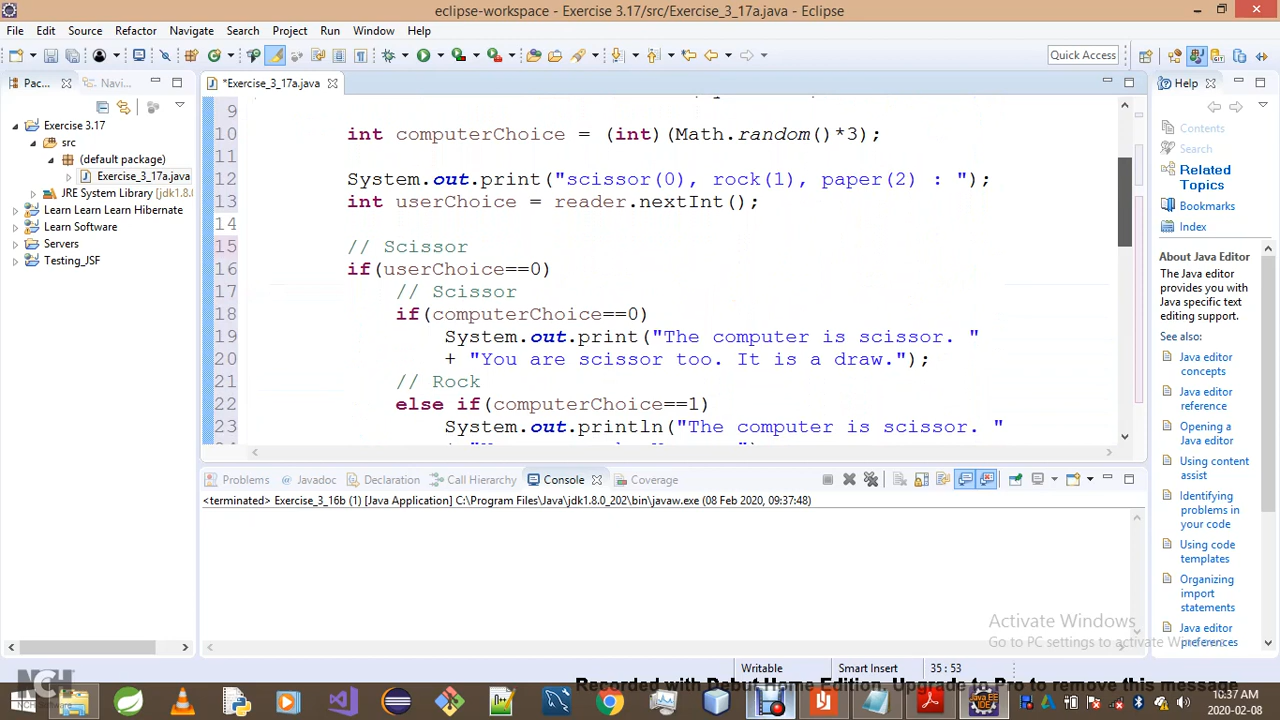 eclipse-workspace - Exercise 3.17/src/Exercise_3_17a.java - Eclipse
File Edit Source Refactor Navigate Search Project Run Window Help
Quick Access
Pac... Navi... *Exercise_3_17a.java Help
Exercise 3.17
src
(default package)
Exercise_3_17a.java
JRE System Library [jdk1.8.0
Learn Learn Learn Hibernate
Learn Software
Servers
Testing_JSF
9
10 int computerChoice = (int)(Math.random()*3);
11
12 System.out.print("scissor(0), rock(1), paper(2) : ");
13 int userChoice = reader.nextInt();
14
15 // Scissor
16 if(userChoice==0)
17 // Scissor
18 if(computerChoice==0)
19 System.out.print("The computer is scissor. "
20 + "You are scissor too. It is a draw.");
21 // Rock
22 else if(computerChoice==1)
23 System.out.println("The computer is scissor. "
Contents
Search
Related Topics
Bookmarks
Index
About Java Editor
The Java editor
provides you with
Java specific text
editing support.
See also:
Java editor
concepts
Java editor
reference
Opening a
Java editor
Using content
assist
Identifying
problems in
your code
Using code
templates
Organizing
import
statements
Java editor
preferences
Problems Javadoc Declaration Call Hierarc Console Coverage
<terminated> Exercise_3_16b (1) [Java Application] C:\Program Files\Java\jdk1.8.0_202\bin\javaw.exe (08 Feb 2020, 09:37:48)
Activate Windows
Go to PC settings to activate Windows.
Writable Smart Insert 35 : 53
NCH
Recorded with Debut Home Edition. Upgrade to Pro to remove this message
10:37 AM
2020-02-08